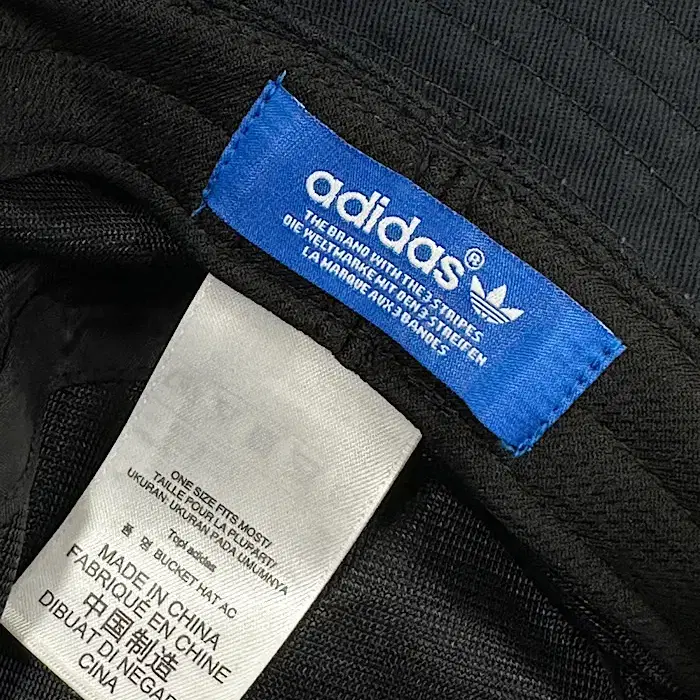 adidas®
THE BRAND WITH THE 3 STRIPES
DIE WELTMARKE MIT DEN 3 STREIFEN
LA MARQUE AUX 3 BANDES
ONE SIZE FITS MOST/
TAILLE POUR LA PLUPART/
UKURAN: UKURAN PADA UMUMNYA
Topi adidas
품 명 BUCKET HAT AC
MADE IN CHINA
FABRIQUÉ EN CHINE
中国制造
DIBUAT DI NEGARA
CINA